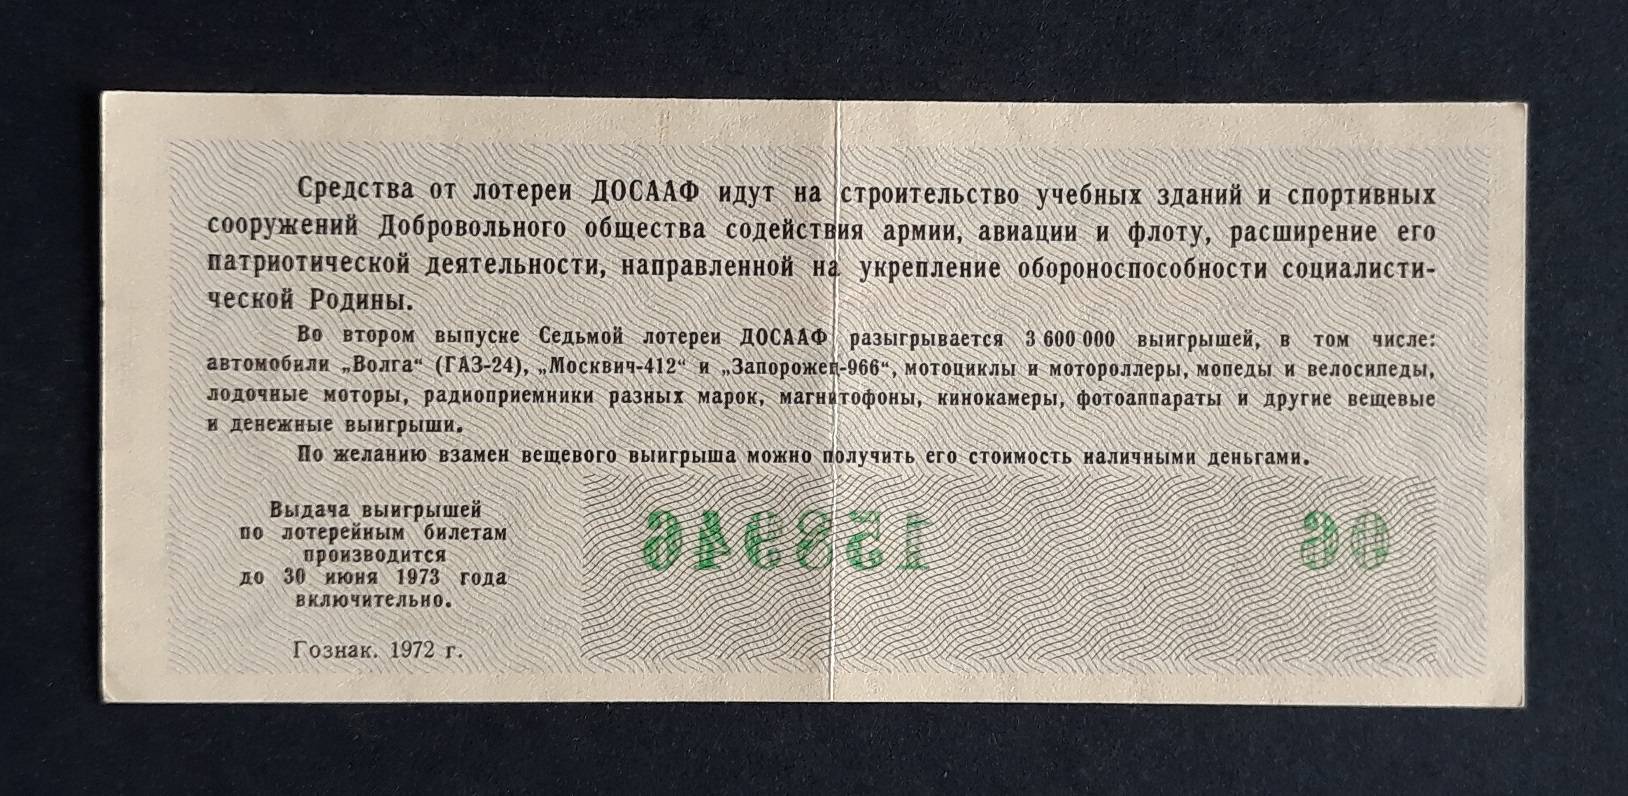 Средства от лотереи ДОСААФ идут на строительство учебных зданий и спортивных
сооружений Добровольного общества содействия армии, авиации и флоту, расширение его
патриотической деятельности, направленной на укрепление обороноспособности социалисти-
ческой Родины.
Во втором выпуске Седьмой лотереи ДОСААФ разыгрывается 3 600 000 выигрышей, в том числе:
автомобили „Волга“ (ГАЗ-24), „Москвич-412“ и „Запорожец-966“, мотоциклы и мотороллеры, мопеды и велосипеды,
лодочные моторы, радиоприемники разных марок, магнитофоны, кинокамеры, фотоаппараты и другие вещевые
и денежные выигрыши.
По желанию взамен вещевого выигрыша можно получить его стоимость наличными деньгами.
Выдача выигрышей
по лотерейным билетам
производится
до 30 июня 1973 года
включительно.
Гознак. 1972 г.
158946
06